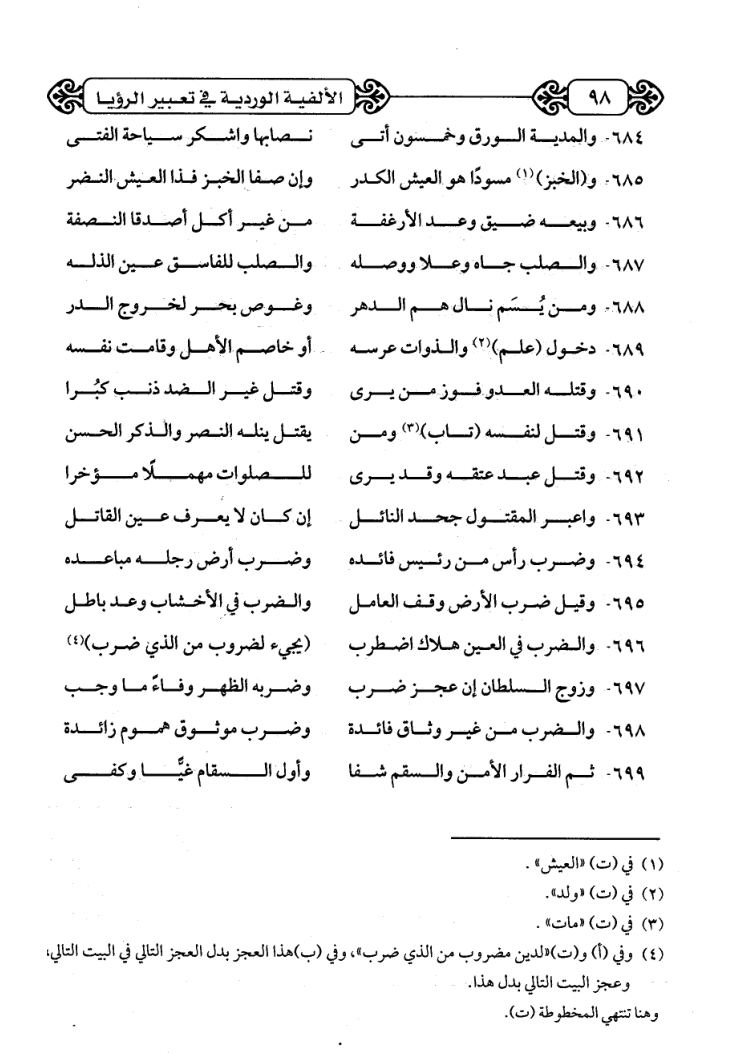 ٩٨ الألفية الوردية في تعبير الرؤيا
٦٨٤- والمدية الورق وخمسون أتى نصابها واشكر سياحة الفتى
٦٨٥- و(الخبز)(١) مسودًا هو العيش الكدر وإن صفا الخبز فذا العيش النضر
٦٨٦- وبيعه ضيق وعد الأرغفة من غير أكل أصدقا النصفة
٦٨٧- والصلب جاه وعلا ووصله والصلب للفاسق عين الذله
٦٨٨- ومن يُسَم نال هم الدهر وغوص بحر لخروج الدر
٦٨٩- دخول (علم)(٢) والذوات عرسه أو خاصم الأهل وقامت نفسه
٦٩٠- وقتله العدو فوز من يرى وقتل غير الضد ذنب كبُرا
٦٩١- وقتل لنفسه (تاب)(٣) ومن يقتل ينله النصر والذكر الحسن
٦٩٢- وقتل عبد عتقه وقد يرى للصلوات مهملًا مؤخرا
٦٩٣- واعبر المقتول جحد النائل إن كان لا يعرف عين القاتل
٦٩٤- وضرب رأس من رئيس فائده وضرب أرض رجله مباعده
٦٩٥- وقيل ضرب الأرض وقف العامل والضرب في الأخشاب وعد باطل
٦٩٦- والضرب في العين هلاك اضطرب (يجيء لضروب من الذي ضرب)(٤)
٦٩٧- وزوج السلطان إن عجز ضرب وضربه الظهر وفاءً ما وجب
٦٩٨- والضرب من غير وثاق فائدة وضرب موثوق هموم زائدة
٦٩٩- ثم الفرار الأمن والسقم شفا وأول السقام غيًّا وكفى
(١) في (ت) «العيش» .
(٢) في (ت) «ولد».
(٣) في (ت) «مات» .
(٤) وفي (أ) و(ت)«لدين مضروب من الذي ضرب»، وفي (ب)هذا العجز بدل العجز التالي في البيت التالي،
وعجز البيت التالي بدل هذا.
وهنا تنتهي المخطوطة (ت).